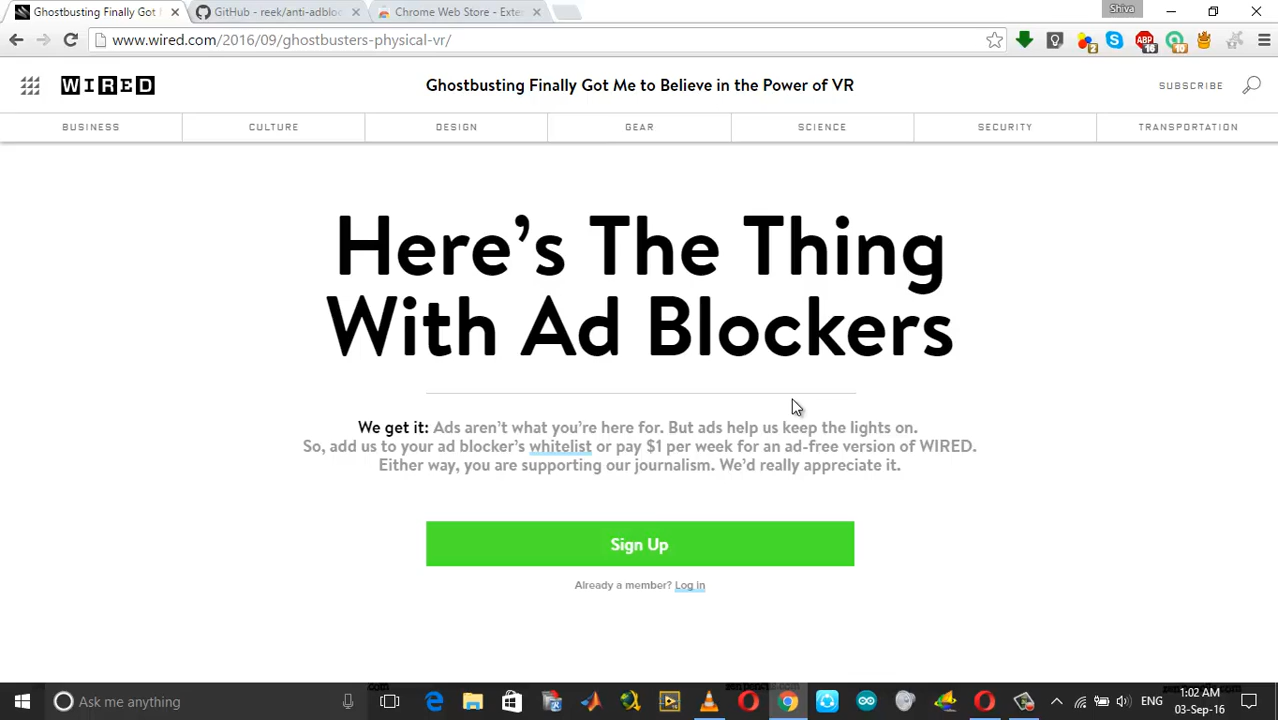 Ghostbusting Finally Got
GitHub - reek/anti-adbloc
Chrome Web Store - Exte
Shiva
www.wired.com/2016/09/ghostbusters-physical-vr/
2
ABP
16
10
WIRED
Ghostbusting Finally Got Me to Believe in the Power of VR
SUBSCRIBE
BUSINESS
CULTURE
DESIGN
GEAR
SCIENCE
SECURITY
TRANSPORTATION
Here's The Thing
With Ad Blockers
We get it: Ads aren't what you're here for. But ads help us keep the lights on.
So, add us to your ad blocker's whitelist or pay $1 per week for an ad-free version of WIRED.
Either way, you are supporting our journalism. We'd really appreciate it.
Sign Up
Already a member? Log in
Ask me anything
ENG
1:02 AM
03-Sep-16